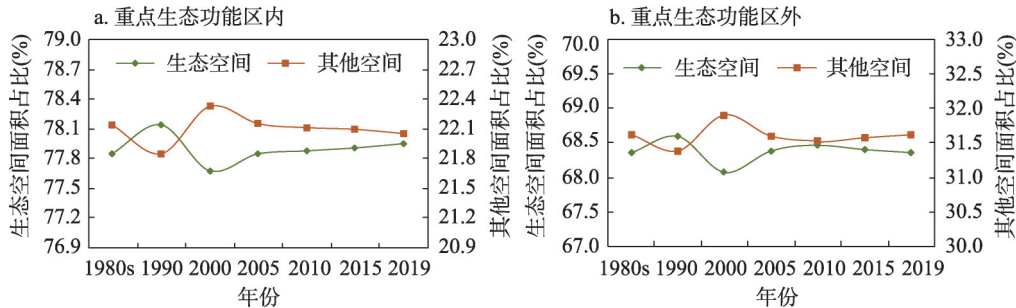 a. 重点生态功能区内
生态空间面积占比(%)
79.0
78.7
78.4
78.1
77.8
77.5
77.2
76.9
生态空间
其他空间
23.0
22.7
22.4
22.1
21.8
21.5
21.2
20.9
其他空间面积占比(%)
1980s 1990 2000 2005 2010 2015 2019
年份
b. 重点生态功能区外
生态空间面积占比(%)
70.0
69.5
69.0
68.5
68.0
67.5
67.0
生态空间
其他空间
33.0
32.5
32.0
31.5
31.0
30.5
30.0
其他空间面积占比(%)
1980s 1990 2000 2005 2010 2015 2019
年份